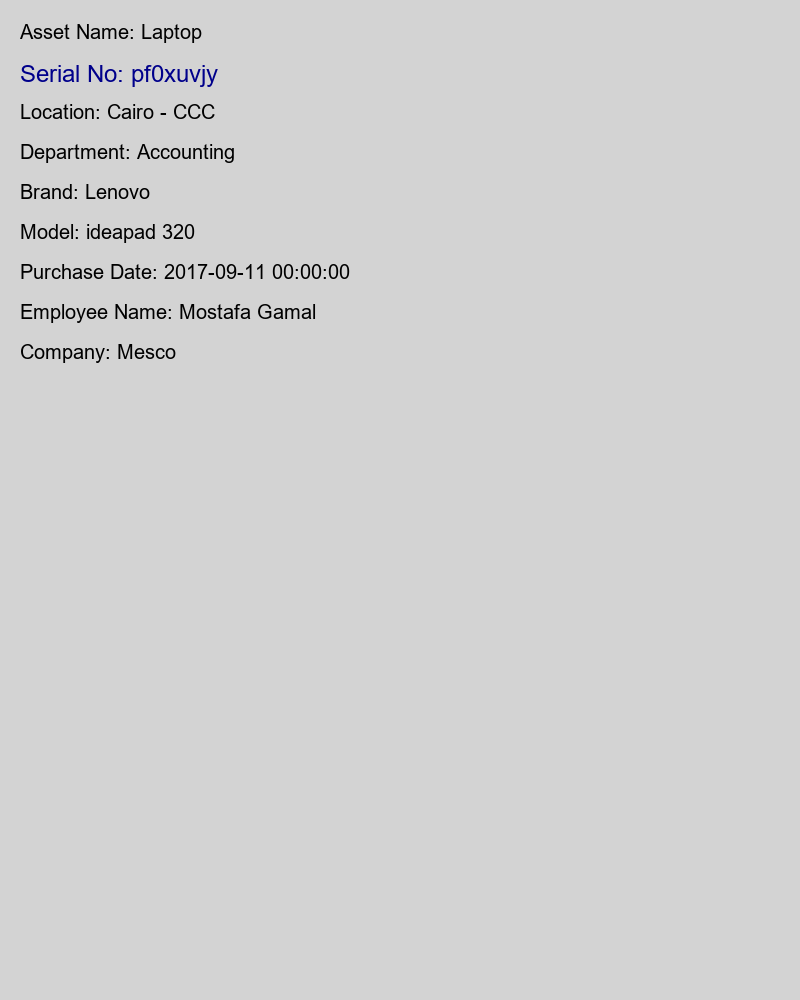 Asset Name: Laptop
Serial No: pf0xuvjy
Location: Cairo - CCC
Department: Accounting
Brand: Lenovo
Model: ideapad 320
Purchase Date: 2017-09-11 00:00:00
Employee Name: Mostafa Gamal
Company: Mesco